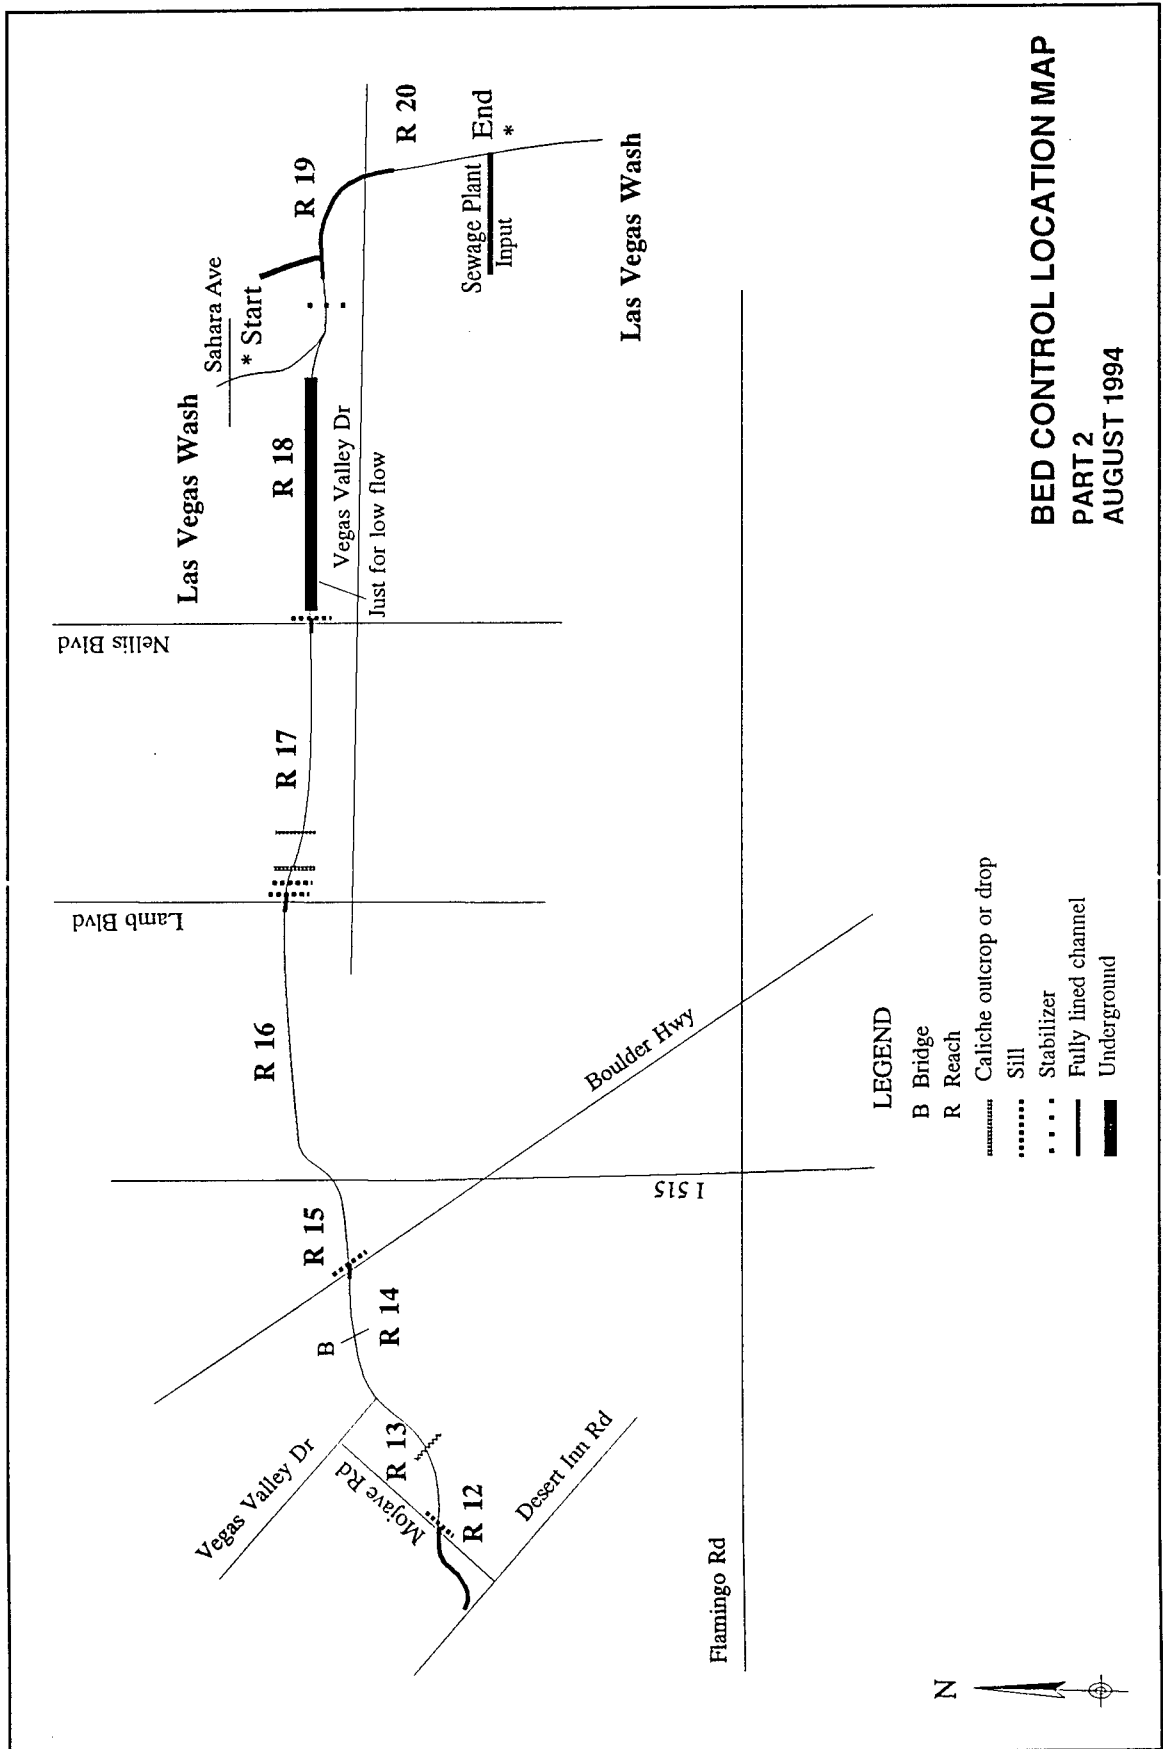 Las Vegas Wash
Sahara Ave
* Start
R 19
R 20
Sewage Plant
Input
End
*
Las Vegas Wash
R 18
Vegas Valley Dr
Just for low flow
Nellis Blvd
R 17
Lamb Blvd
R 16
Boulder Hwy
I 515
R 15
R 14
B
R 13
Vegas Valley Dr
Mojave Rd
R 12
Desert Inn Rd
Flamingo Rd
N
LEGEND
B Bridge
R Reach
Caliche outcrop or drop
Sill
Stabilizer
Fully lined channel
Underground
BED CONTROL LOCATION MAP
PART 2
AUGUST 1994